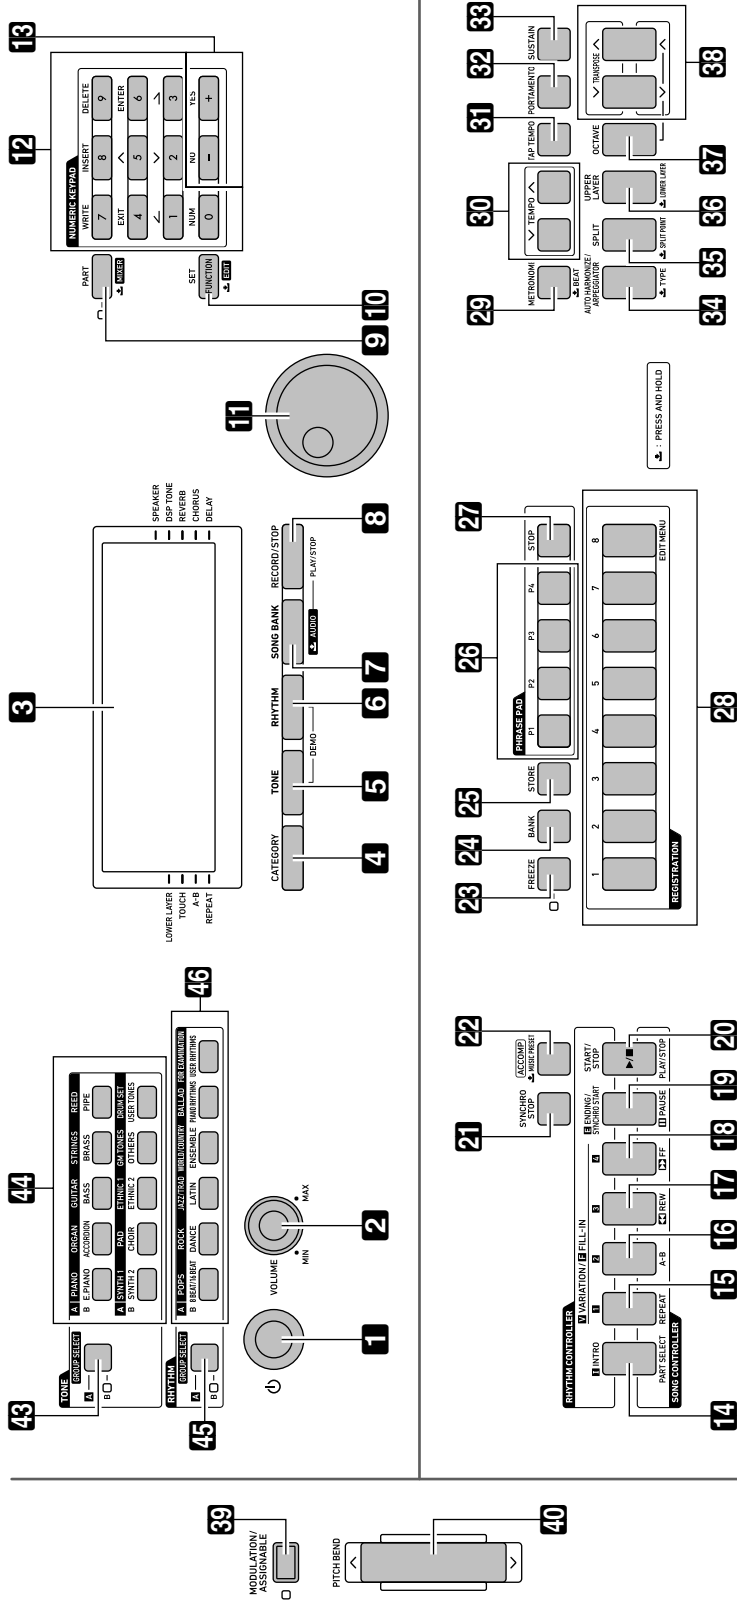 43
44
TONE
GROUP SELECT
A
B
A PIANO ORGAN GUITAR STRINGS REED
B E.PIANO ACCORDION BASS BRASS PIPE
A SYNTH 1 PAD ETHNIC 1 GM TONES DRUM SET
B SYNTH 2 CHOIR ETHNIC 2 OTHERS USER TONES
RHYTHM
GROUP SELECT
A
B
A POPS ROCK JAZZ/TRAD WORLD/COUNTRY BALLAD FOR EXAMINATION
B 8 BEAT/16 BEAT DANCE LATIN ENSEMBLE PIANO RHYTHMS USER RHYTHMS
45
46
VOLUME
MIN
MAX
1
2
3
LOWER LAYER
TOUCH
A-B
REPEAT
SPEAKER
DSP TONE
REVERB
CHORUS
DELAY
CATEGORY
TONE
RHYTHM
SONG BANK
RECORD/STOP
DEMO
AUDIO
PLAY/STOP
4
5
6
7
8
11
12
13
NUMERIC KEYPAD
PART
MIXER
WRITE INSERT DELETE
7 8 9
EXIT ENTER
4 5 6
1 2 3
NUM NU YES
0 − +
SET
FUNCTION
EDIT
9
10
39
MODULATION/
ASSIGNABLE
PITCH BEND
40
21
22
SYNCHRO
STOP
ACCOMP
MUSIC PRESET
RHYTHM CONTROLLER
V VARIATION / F FILL-IN
I INTRO
1
2
3
4
E ENDING/
SYNCHRO START
START/
STOP
PART SELECT
REPEAT
A-B
REW
FF
PAUSE
PLAY/STOP
SONG CONTROLLER
14
15
16
17
18
19
20
23
24
25
26
27
FREEZE
BANK
STORE
PHRASE PAD
P1
P2
P3
P4
STOP
1 2 3 4 5 6 7 8
EDIT MENU
REGISTRATION
28
: PRESS AND HOLD
29
30
31
32
33
METRONOM
BEAT
TEMPO
TAP TEMPO
PORTAMENTO
SUSTAIN
AUTO HARMONIZE/
ARPEGGIATOR
TYPE
SPLIT
SPLIT POINT
UPPER
LAYER
LOWER LAYER
OCTAVE
TRANSPOSE
34
35
36
37
38